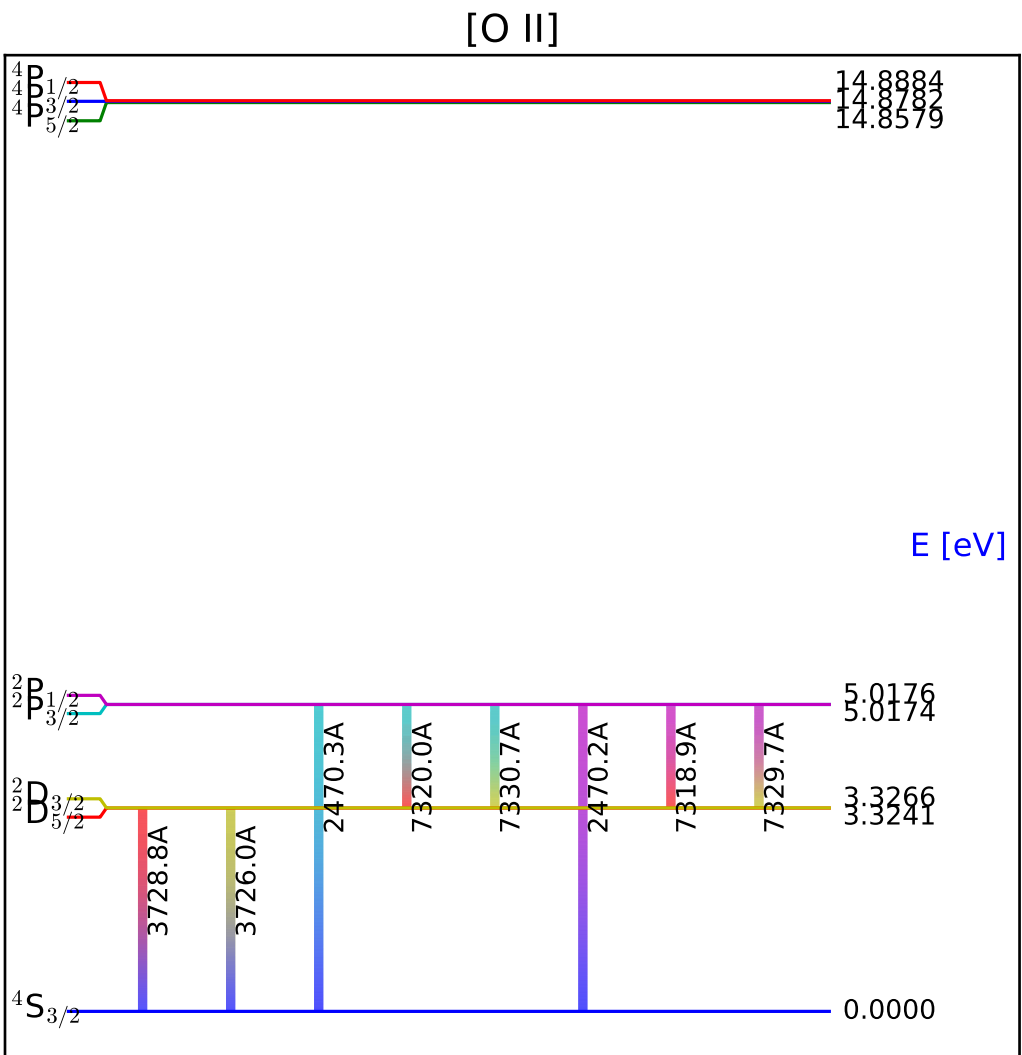 [O II]
⁴P₁/₂ 14.8884
⁴P₃/₂ 14.8782
⁴P₅/₂ 14.8579
E [eV]
²P₁/₂ 5.0176
²P₃/₂ 5.0174
2470.3A 7320.0A 7330.7A 2470.2A 7318.9A 7329.7A
²D₃/₂ 3.3266
²D₅/₂ 3.3241
3728.8A 3726.0A
⁴S₃/₂ 0.0000